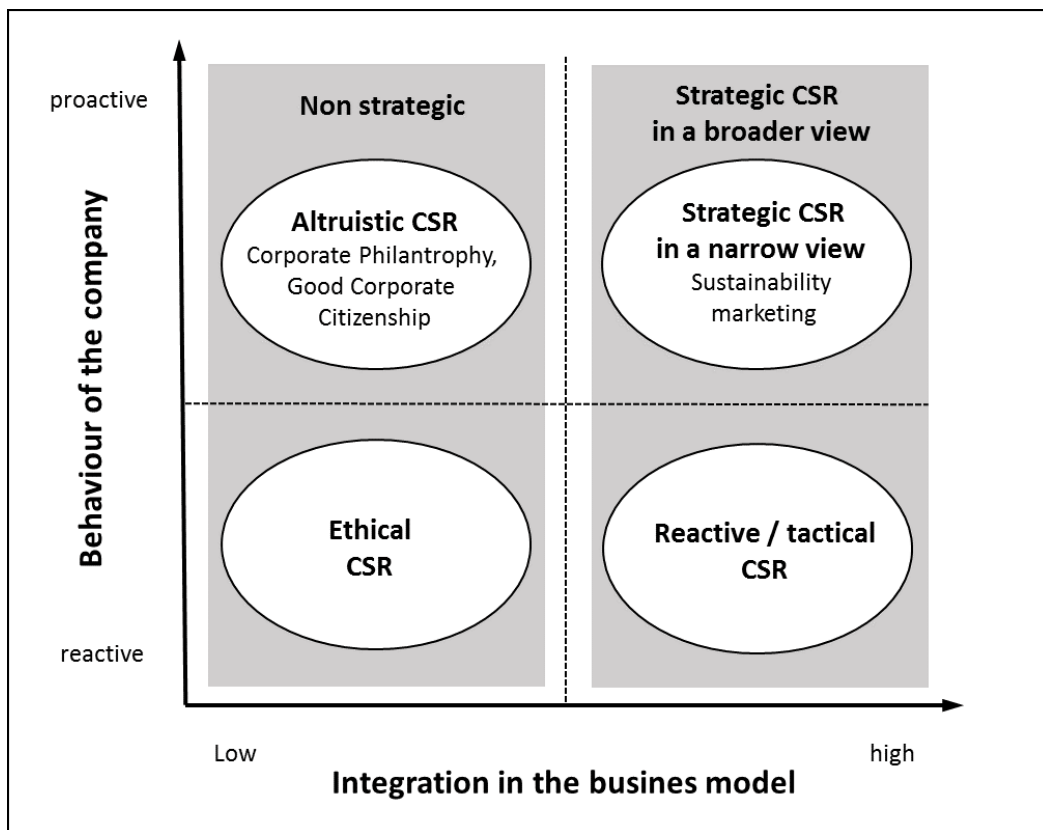 proactive
Behaviour of the company
reactive
Non strategic
Altruistic CSR
Corporate Philantrophy,
Good Corporate
Citizenship
Strategic CSR
in a broader view
Strategic CSR
in a narrow view
Sustainability
marketing
Ethical
CSR
Reactive / tactical
CSR
Low
high
Integration in the busines model